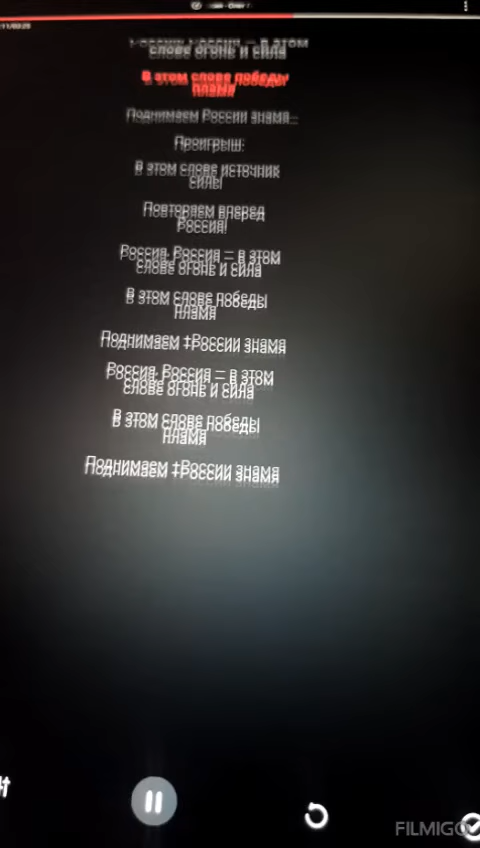 Россия, Россия – в этом
слове огонь и сила
В этом слове победы
пламя
Поднимаем России знамя...
Проигрыш:
В этом слове источник
силы
Повторяем вперед
Россия!
Россия, Россия – в этом
слове огонь и сила
В этом слове победы
пламя
Поднимаем +России знамя
Россия, Россия – в этом
слове огонь и сила
В этом слове победы
пламя
Поднимаем +России знамя
FILMIGO